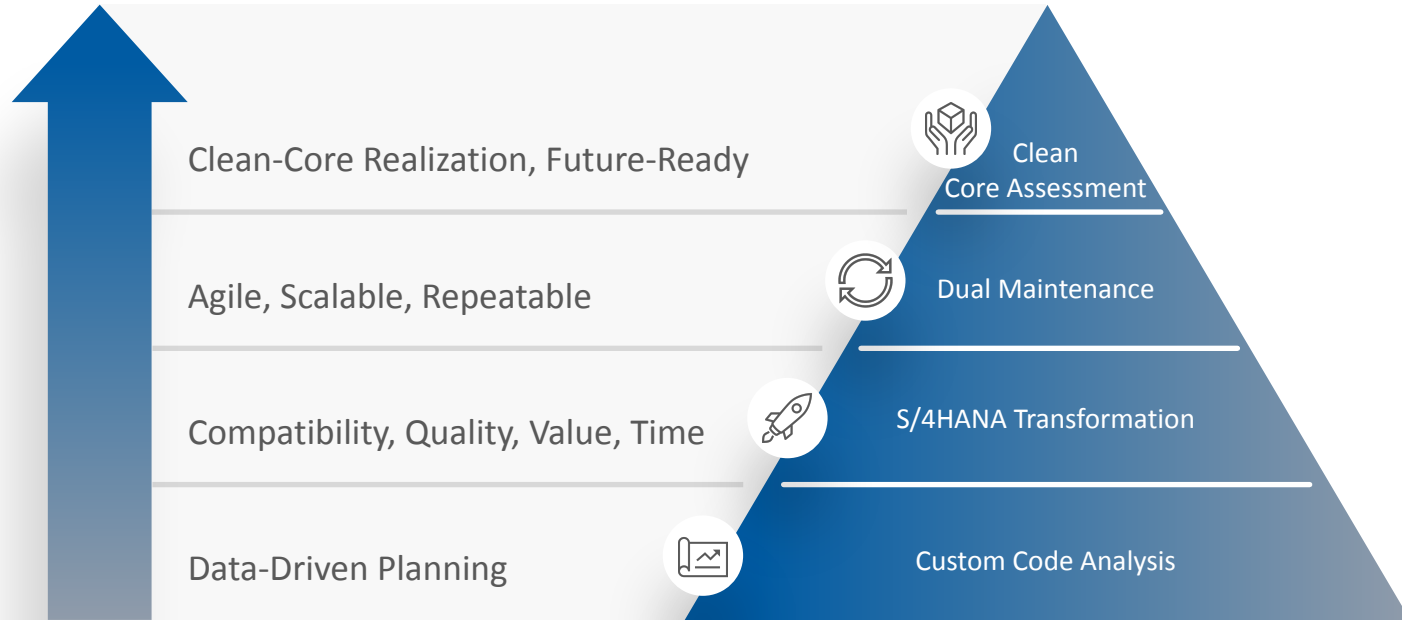 Clean-Core Realization, Future-Ready
Clean
Core Assessment
Agile, Scalable, Repeatable
Dual Maintenance
Compatibility, Quality, Value, Time
S/4HANA Transformation
Data-Driven Planning
Custom Code Analysis